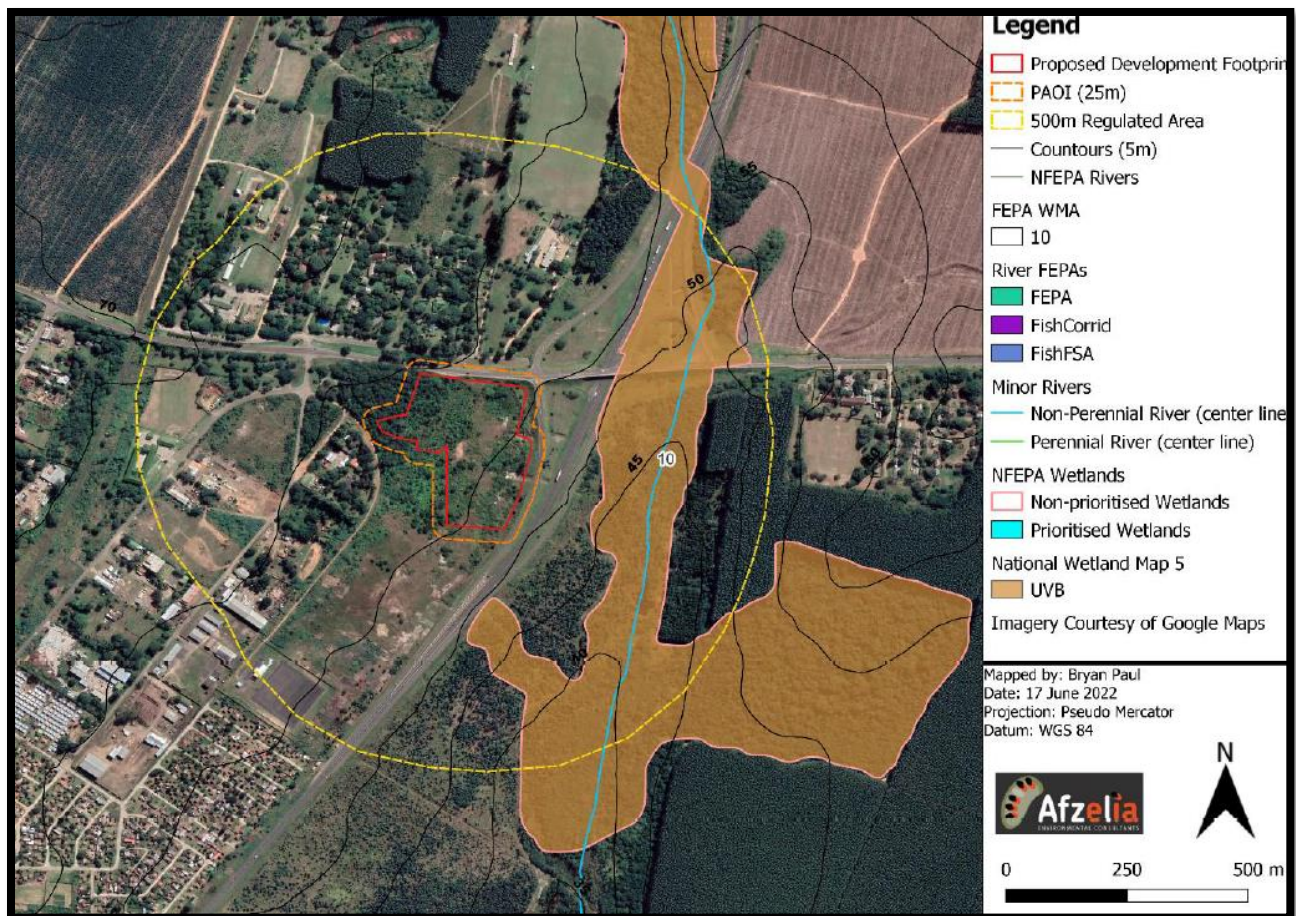 Legend
Proposed Development Footprin
PAOI (25m)
500m Regulated Area
Countours (5m)
NFEPA Rivers
FEPA WMA
10
River FEPAs
FEPA
FishCorrid
FishFSA
Minor Rivers
Non-Perennial River (center line
Perennial River (center line)
NFEPA Wetlands
Non-prioritised Wetlands
Prioritised Wetlands
National Wetland Map 5
UVB
Imagery Courtesy of Google Maps
Mapped by: Bryan Paul
Date: 17 June 2022
Projection: Pseudo Mercator
Datum: WGS 84
N
Afzelia
ENVIRONMENTAL CONSULTANTS
0 250 500 m
70
50
45
10